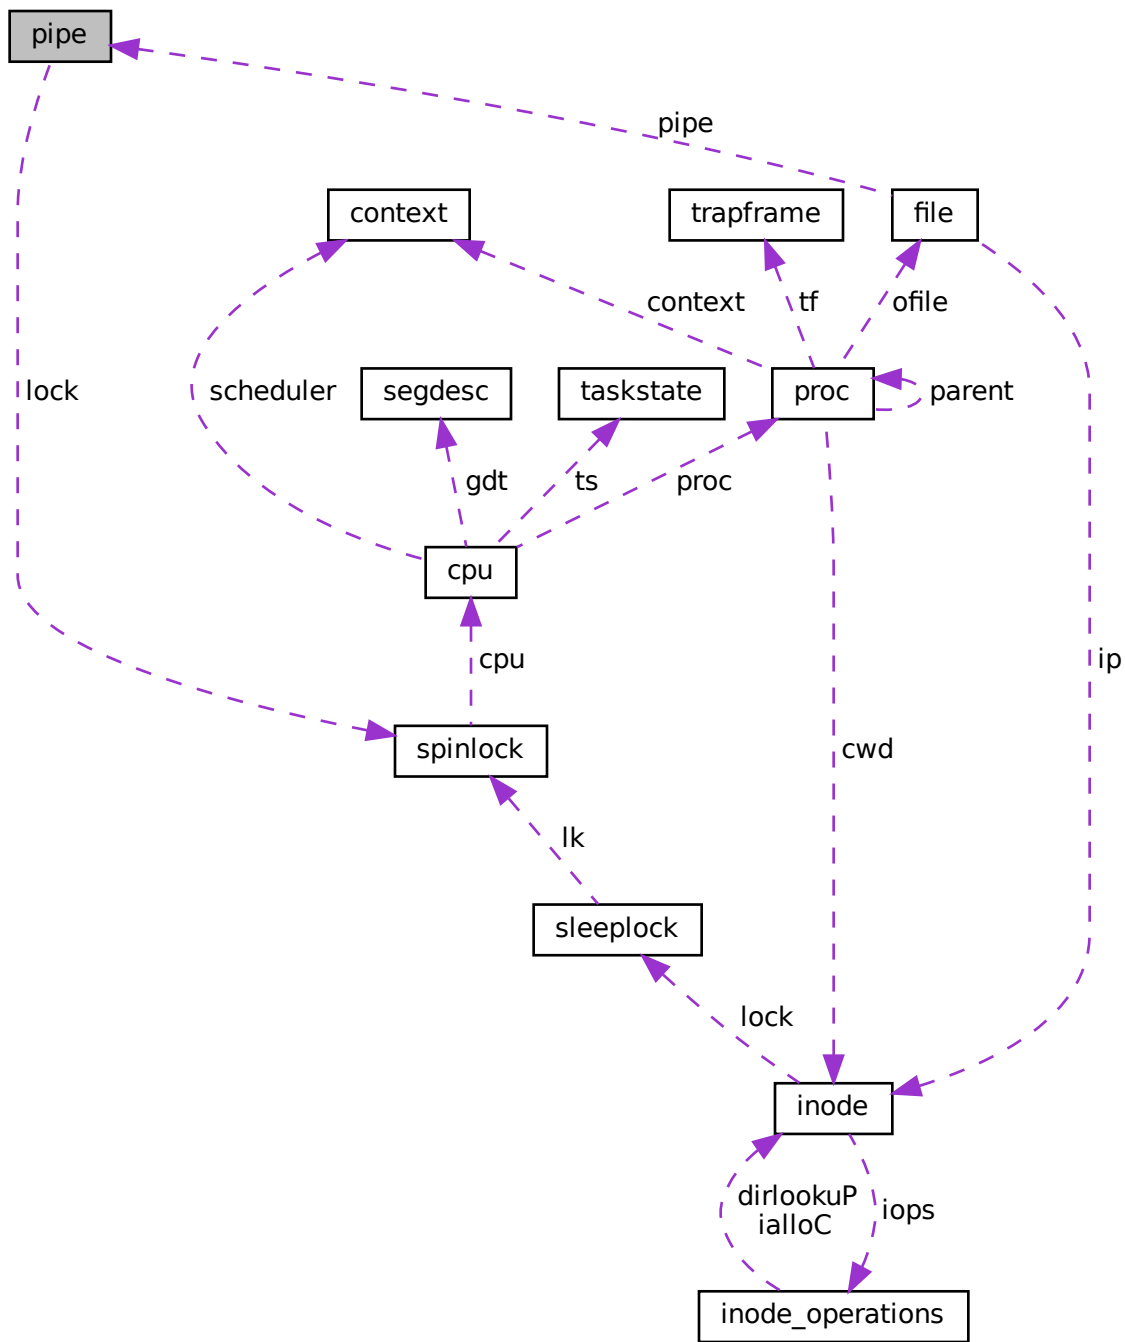 pipe
pipe
context
trapframe
file
context
tf
ofile
lock
scheduler
segdesc
taskstate
proc
parent
gdt
ts
proc
cpu
cpu
ip
spinlock
cwd
lk
sleeplock
lock
inode
dirlookuP
ialloC
iops
inode_operations